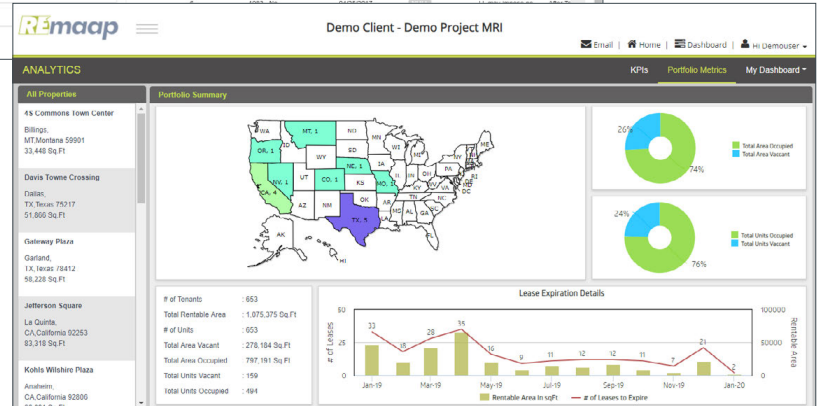 REmaap
Demo Client - Demo Project MRI
Email | Home | Dashboard | Hi Demouser
ANALYTICS
KPIs Portfolio Metrics My Dashboard
All Properties
Portfolio Summary
4S Commons Town Center
Billings,
MT,Montana 59901
33,448 Sq.Ft
Davis Towne Crossing
Dallas,
TX,Texas 75217
51,866 Sq.Ft
Gateway Plaza
Garland,
TX,Texas 78412
58,228 Sq.Ft
Jefferson Square
La Quinta,
CA,California 92253
83,318 Sq.Ft
Kohls Wilshire Plaza
Anaheim,
CA,California 92806
WA MT, 1 ND MN
OR, 1 ID SD WI MI NY ME
WY NE, 1 IA PA RI
NV, 1 UT CO, 1 KS MO, 1 IL IN OH WV VA MD DE DC
CA, 4 KY
AZ NM OK AR TN NC
TX, 5 LA MS AL GA SC
AK HI FL
26%
74%
Total Area Occupied
Total Area Vaccant
24%
76%
Total Units Occupied
Total Units Vaccant
# of Tenants : 653
Total Rentable Area : 1,075,375 Sq.Ft
# of Units : 653
Total Area Vacant : 278,184 Sq.Ft
Total Area Occupied : 797,191 Sq.Ft
Total Units Vacant : 159
Total Units Occupied : 494
Lease Expiration Details
# of Leases
50
25
0
33 18 28 35 16 9 11 12 12 11 7 21 2
100000
50000
0
Rentable Area
Jan-19 Mar-19 May-19 Jul-19 Sep-19 Nov-19 Jan-20
Rentable Area in sqFt # of Leases to Expire